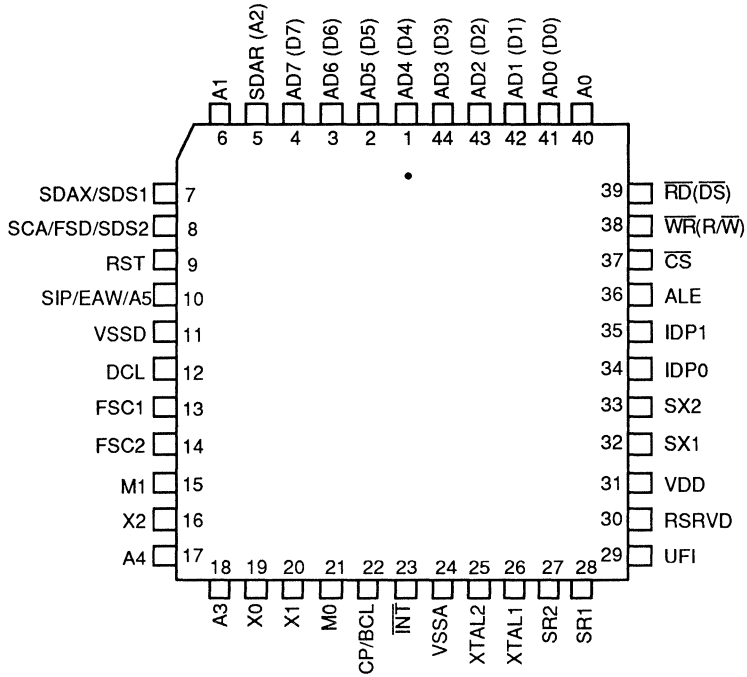 A1
SDAR (A2)
AD7 (D7)
AD6 (D6)
AD5 (D5)
AD4 (D4)
AD3 (D3)
AD2 (D2)
AD1 (D1)
AD0 (D0)
A0
6 5 4 3 2 1 44 43 42 41 40
SDAX/SDS1 7
SCA/FSD/SDS2 8
RST 9
SIP/EAW/A5 10
VSSD 11
DCL 12
FSC1 13
FSC2 14
M1 15
X2 16
A4 17
39 R̅D̅(D̅S̅)
38 W̅R̅(R/W̅)
37 C̅S̅
36 ALE
35 IDP1
34 IDP0
33 SX2
32 SX1
31 VDD
30 RSRVD
29 UFI
18 19 20 21 22 23 24 25 26 27 28
A3
X0
X1
M0
CP/BCL
I̅N̅T̅
VSSA
XTAL2
XTAL1
SR2
SR1